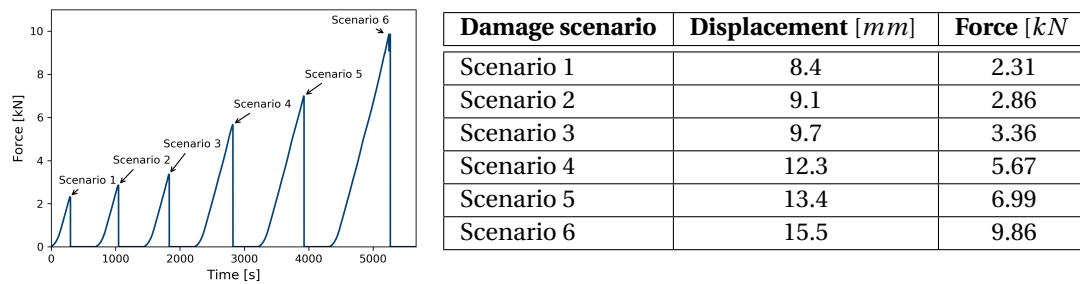 Scenario 6
Scenario 5
Scenario 4
Scenario 3
Scenario 2
Scenario 1
10
8
6
4
2
0
Force [kN]
0 1000 2000 3000 4000 5000
Time [s]
Damage scenario Displacement [mm] Force [kN
Scenario 1 8.4 2.31
Scenario 2 9.1 2.86
Scenario 3 9.7 3.36
Scenario 4 12.3 5.67
Scenario 5 13.4 6.99
Scenario 6 15.5 9.86